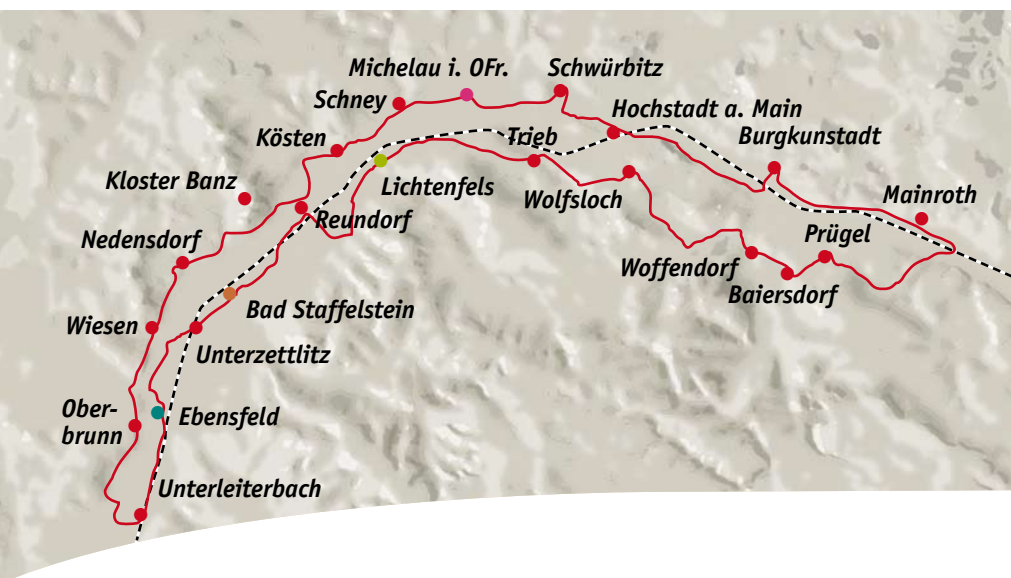 Michelau i. OFr.
Schwürbitz
Schney
Hochstadt a. Main
Kösten
Trieb
Burgkunstadt
Kloster Banz
Lichtenfels
Wolfsloch
Mainroth
Reundorf
Nedensdorf
Prügel
Woffendorf
Baiersdorf
Bad Staffelstein
Wiesen
Unterzettlitz
Ober-
brunn
Ebensfeld
Unterleiterbach